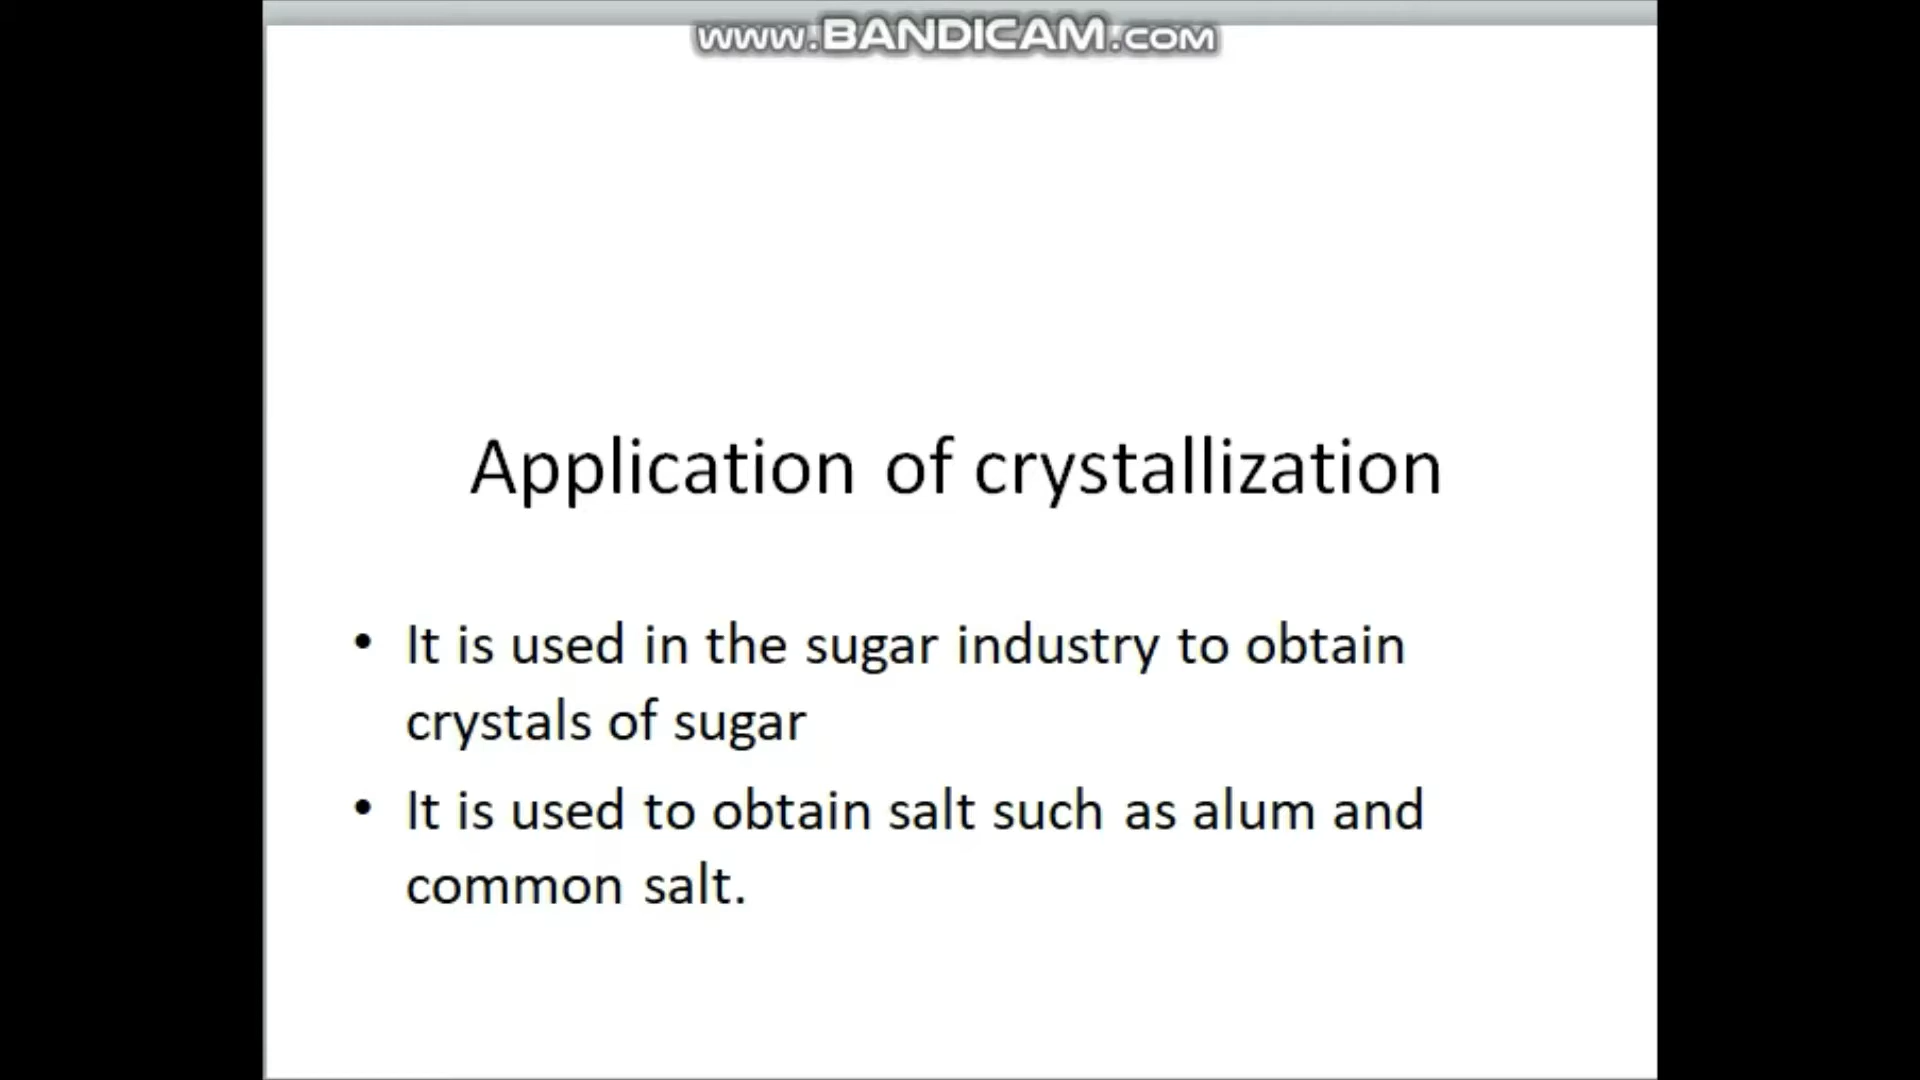 www.BANDICAM.com
Application of crystallization
• It is used in the sugar industry to obtain
crystals of sugar
• It is used to obtain salt such as alum and
common salt.